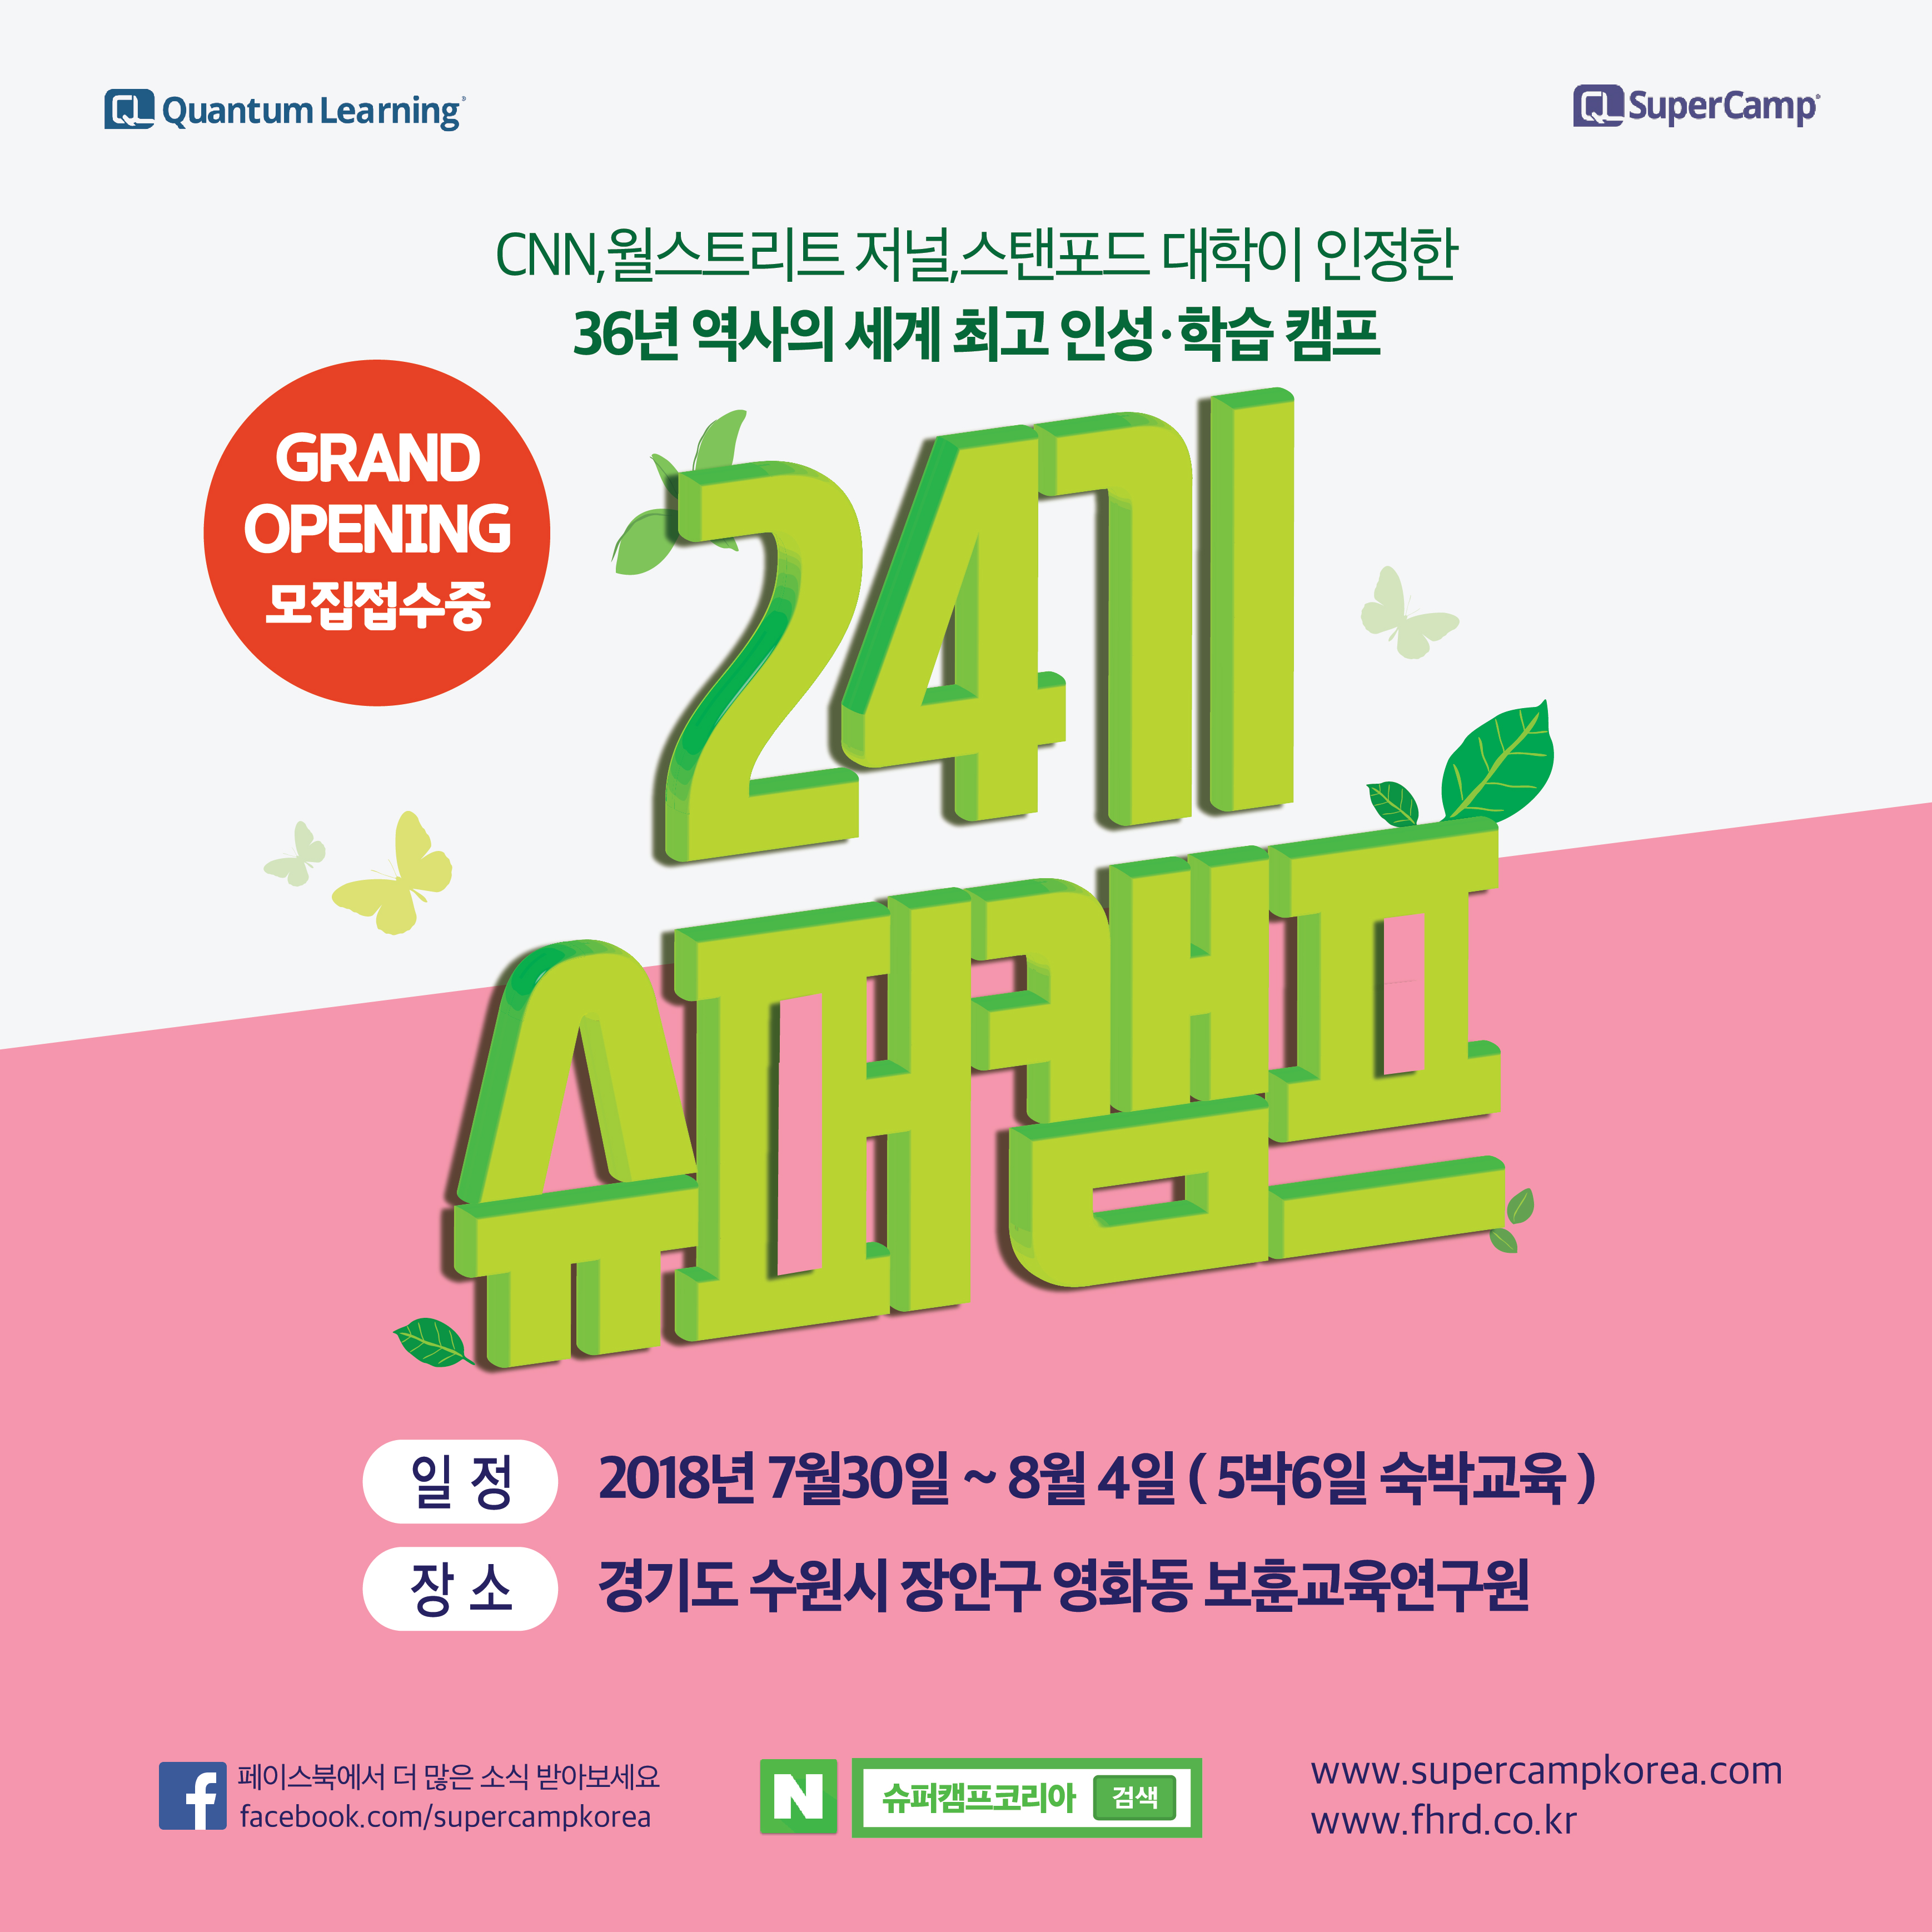 Quantum Learning
SuperCamp
CNN,월스트리트 저널,스탠포드 대학이 인정한
36년 역사의 세계 최고 인성·학습 캠프
GRAND
OPENING
모집접수중
24기
슈퍼캠프
일 정
2018년 7월30일 ~ 8월 4일 ( 5박6일 숙박교육 )
장 소
경기도 수원시 장안구 영화동 보훈교육연구원
페이스북에서 더 많은 소식 받아보세요
facebook.com/supercampkorea
N
슈퍼캠프코리아
검색
www.supercampkorea.com
www.fhrd.co.kr